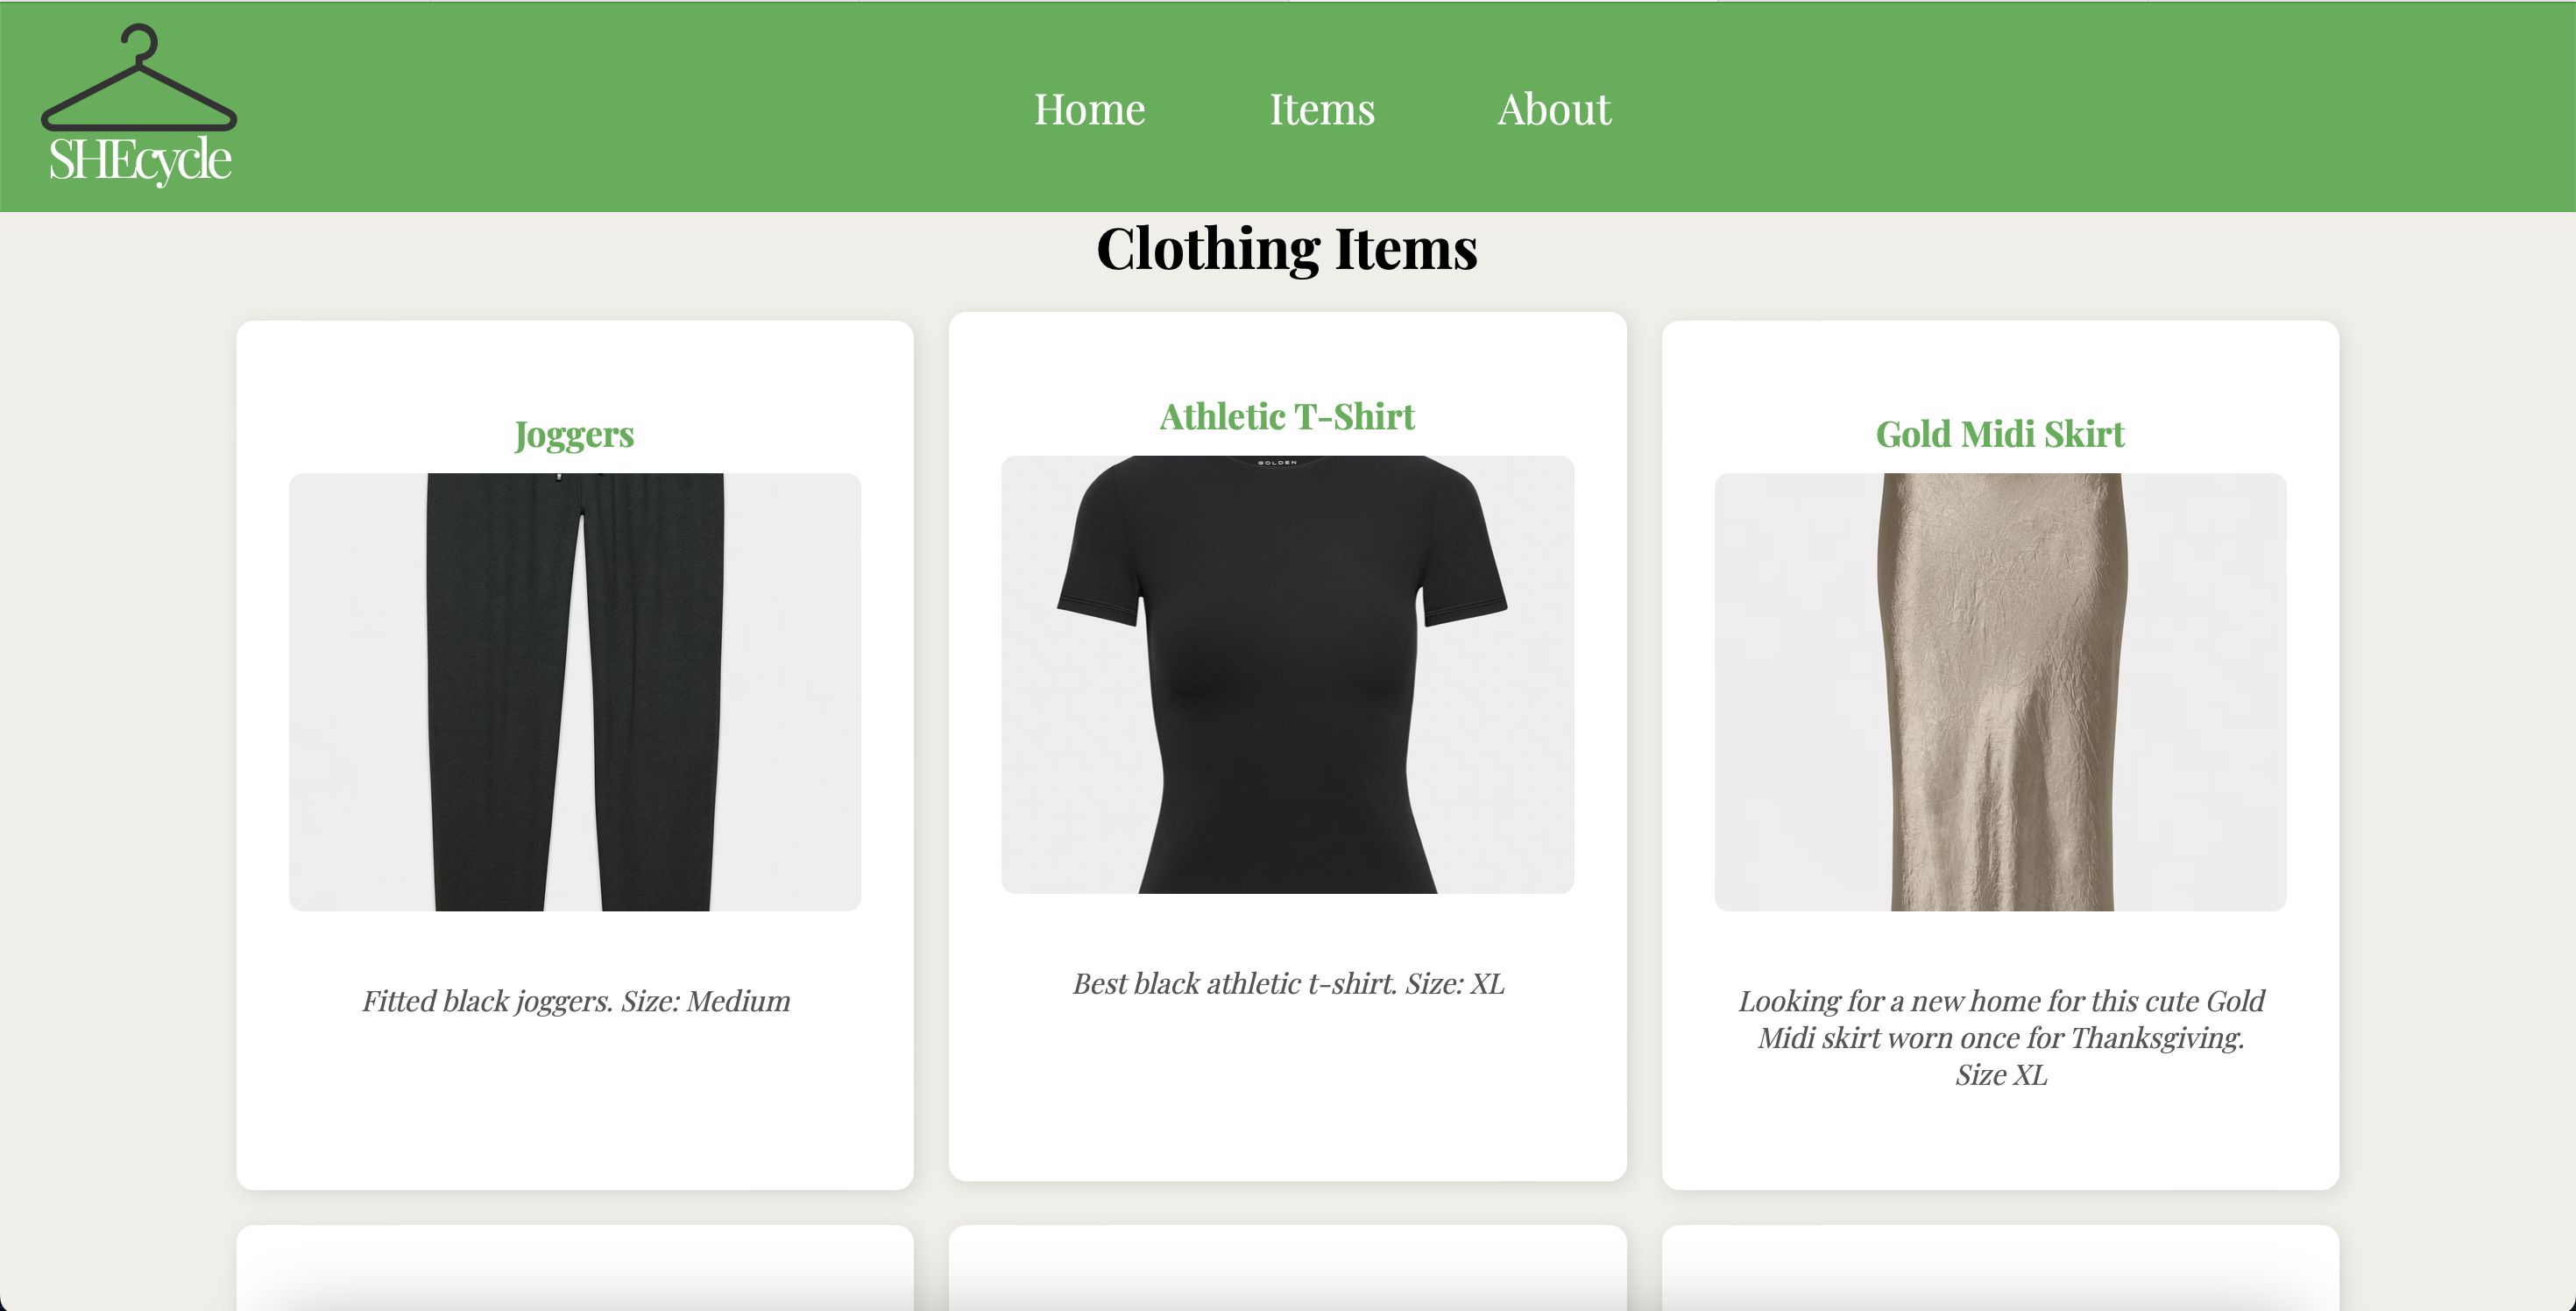 SHEcycle
Home Items About
Clothing Items
Joggers
Athletic T-Shirt
Gold Midi Skirt
GOLDEN
Fitted black joggers. Size: Medium
Best black athletic t-shirt. Size: XL
Looking for a new home for this cute Gold
Midi skirt worn once for Thanksgiving.
Size XL